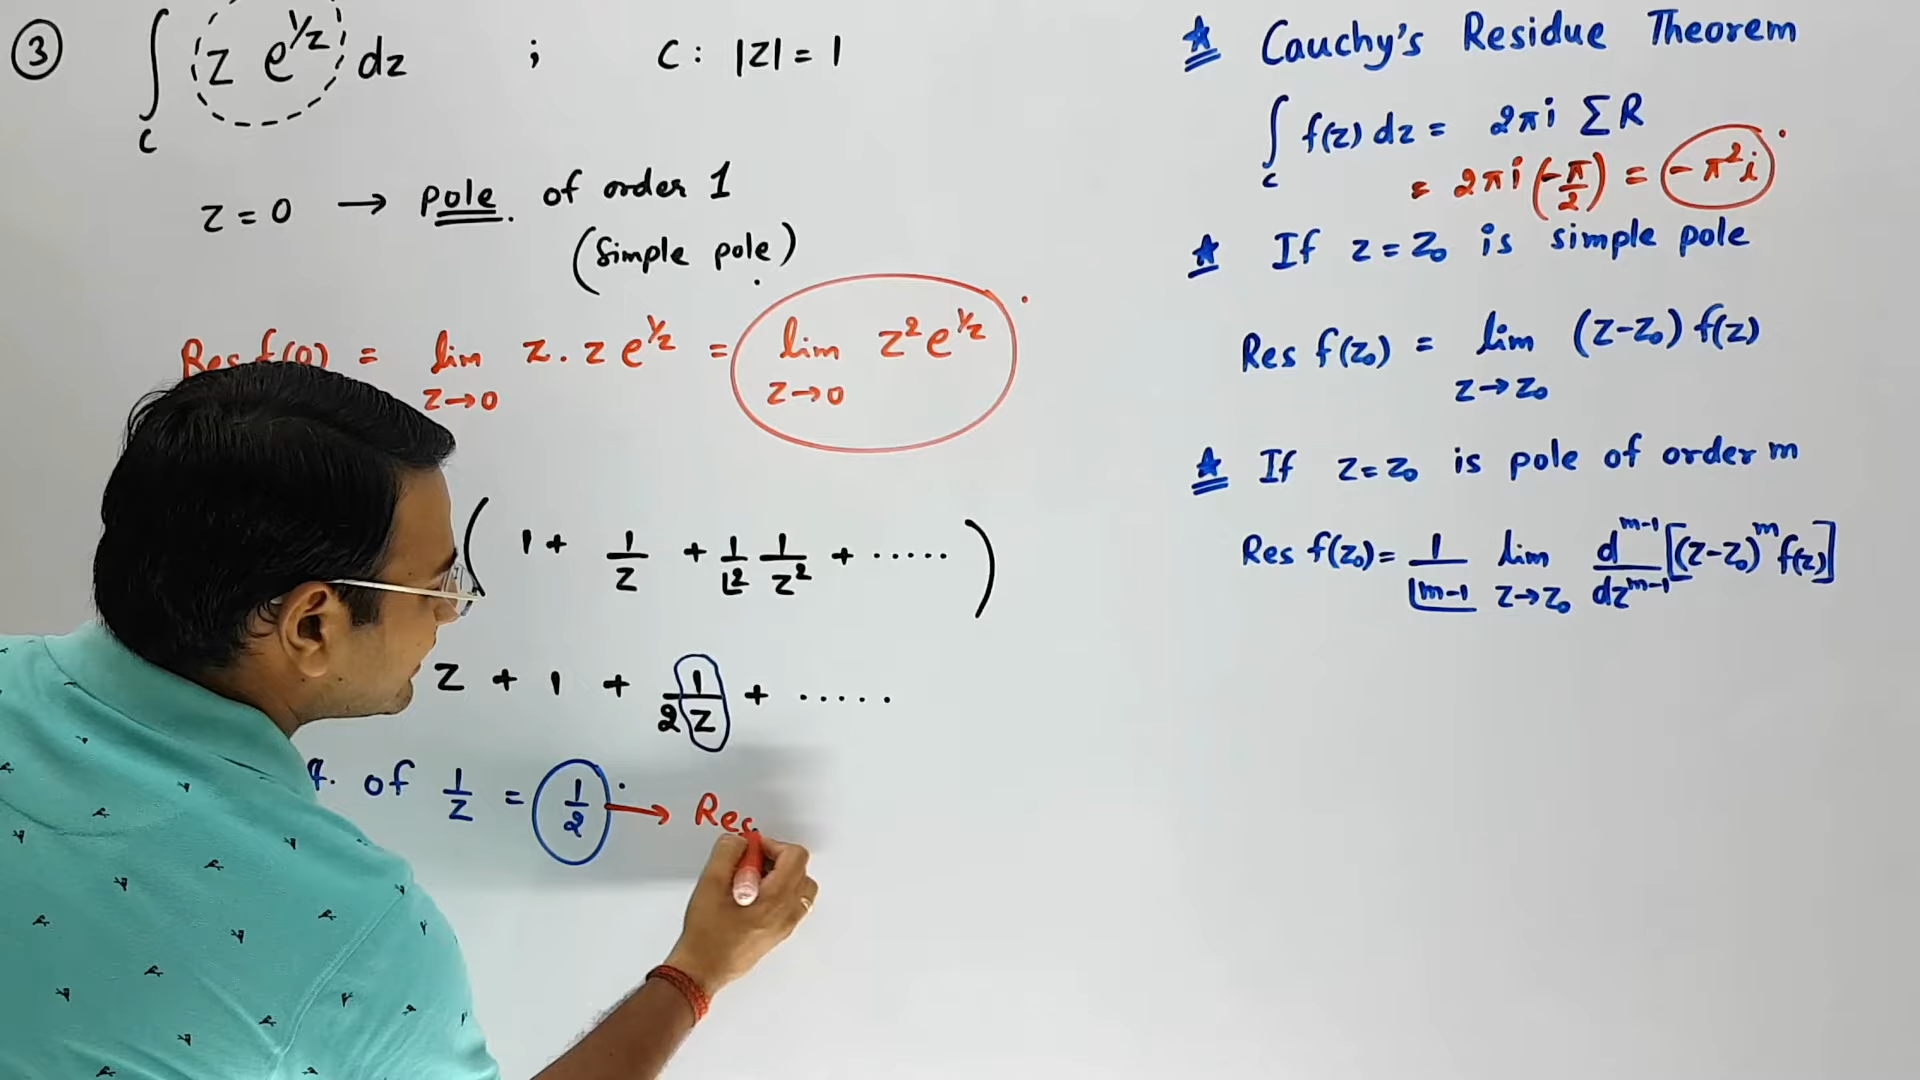 ③ ∫_C z e^{1/z} dz ; C: |z| = 1
z = 0 → pole. of order 1
(Simple pole)
Res f(0) = lim_{z→0} z . z e^{1/z} = lim_{z→0} z² e^{1/z}
( 1 + 1/z + 1/⌊2 1/z² + ..... )
z + 1 + 1/2z + .....
of 1/z = 1/2 → Res
* Cauchy's Residue Theorem
∫_C f(z) dz = 2πi ΣR
= 2πi (-π/2) = -π²i
* If z = z₀ is simple pole
Res f(z₀) = lim_{z→z₀} (z-z₀) f(z)
* If z = z₀ is pole of order m
Res f(z₀) = 1/⌊m-1 lim_{z→z₀} d^{m-1}/dz^{m-1} [(z-z₀)^m f(z)]